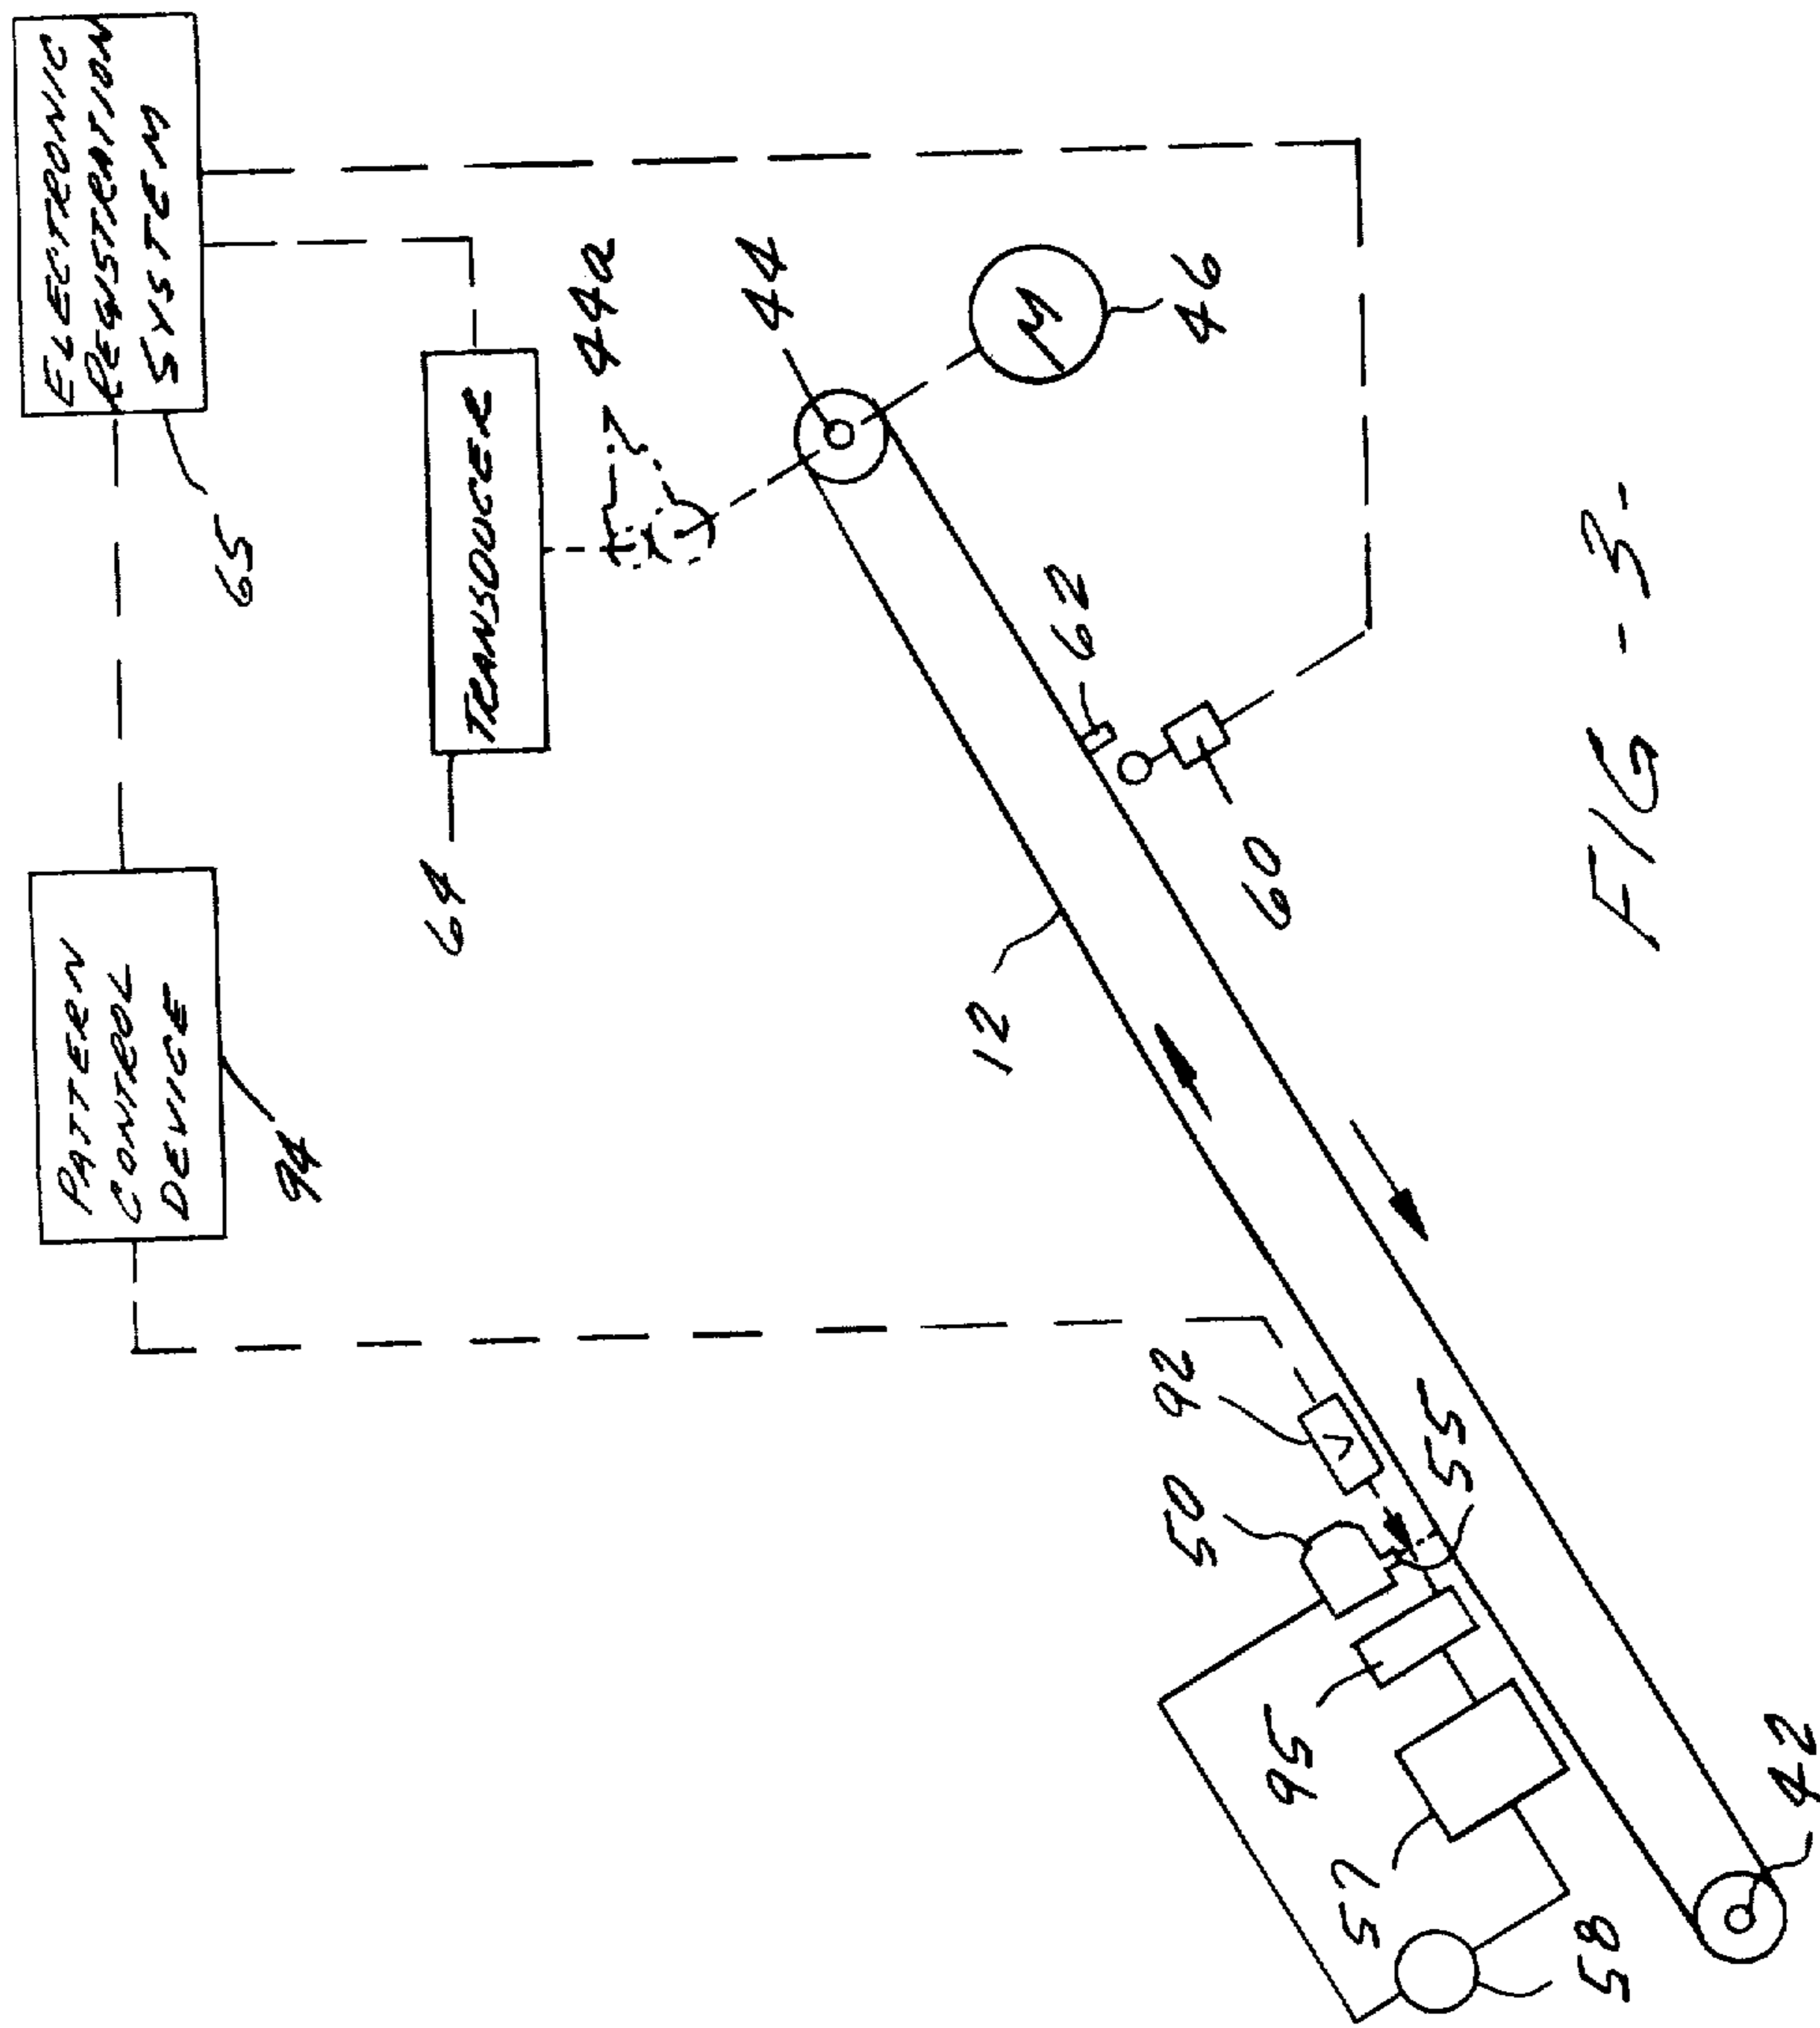 ELECTRONIC
REGISTRATION
SYSTEM
65
PATTERN
CONTROL
DEVICE
94
TRANSDUCER
64
44a
44
M
46
12
62
60
92
50
55
95
57
58
42
FIG -3-